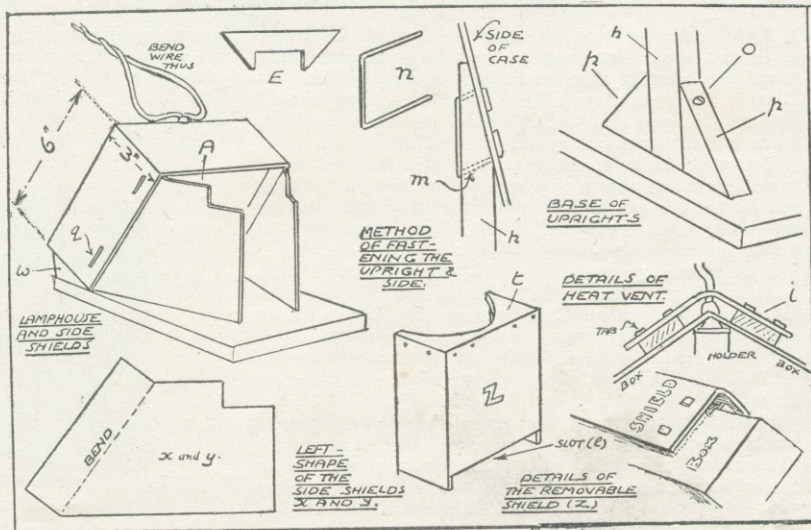 BEND
WIRE
THUS
E
n
SIDE
OF
CASE
h
o
p
p
6"
3"
A
m
q
h
w
METHOD
OF FAST-
ENING THE
UPRIGHT &
SIDE.
BASE OF
UPRIGHTS
LAMPHOUSE
AND SIDE
SHIELDS
t
DETAILS OF
HEAT VENT.
i
TAB
HOLDER
BOX
BOX
Z
SHIELD
BOX
BEND
x and y.
LEFT-
SHAPE
OF THE
SIDE SHIELDS
X AND Y.
SLOT (l)
DETAILS OF
THE REMOVABLE
SHIELD (Z)